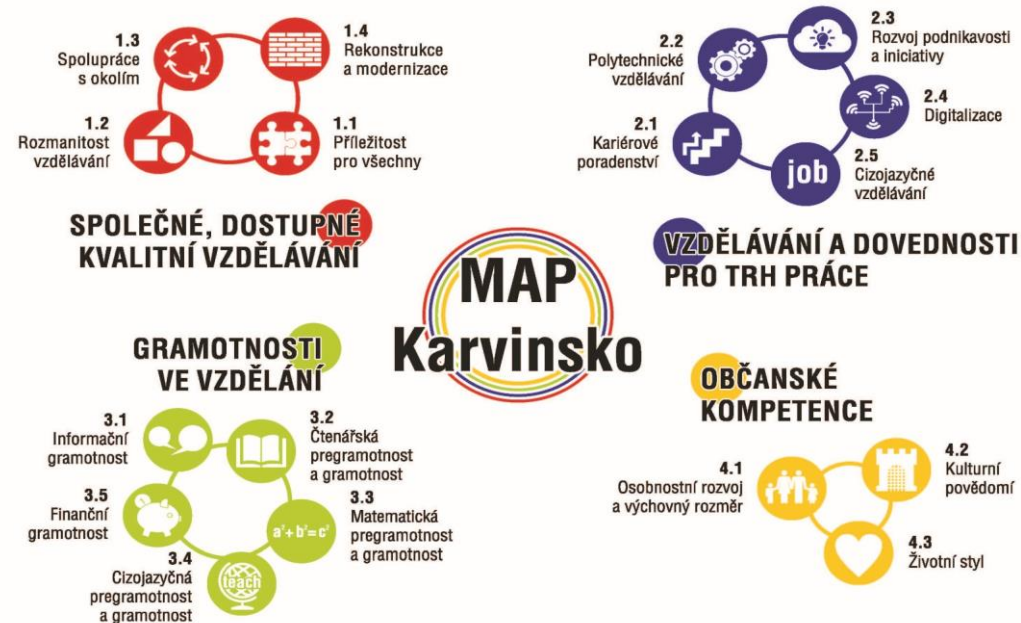 1.3
Spolupráce
s okolím
1.4
Rekonstrukce
a modernizace
1.2
Rozmanitost
vzdělávání
1.1
Příležitost
pro všechny
SPOLEČNÉ, DOSTUPNÉ
KVALITNÍ VZDĚLÁVÁNÍ
2.2
Polytechnické
vzdělávání
2.3
Rozvoj podnikavosti
a iniciativy
2.4
Digitalizace
2.1
Kariérové
poradenství
job
2.5
Cizojazyčné
vzdělávání
VZDĚLÁVÁNÍ A DOVEDNOSTI
PRO TRH PRÁCE
MAP
Karvinsko
GRAMOTNOSTI
VE VZDĚLÁNÍ
3.1
Informační
gramotnost
3.2
Čtenářská
pregramotnost
a gramotnost
3.5
Finanční
gramotnost
a²+b²=c²
3.3
Matematická
pregramotnost
a gramotnost
3.4
Cizojazyčná
pregramotnost
a gramotnost
teach
OBČANSKÉ
KOMPETENCE
4.1
Osobnostní rozvoj
a výchovný rozměr
4.2
Kulturní
povědomí
4.3
Životní styl